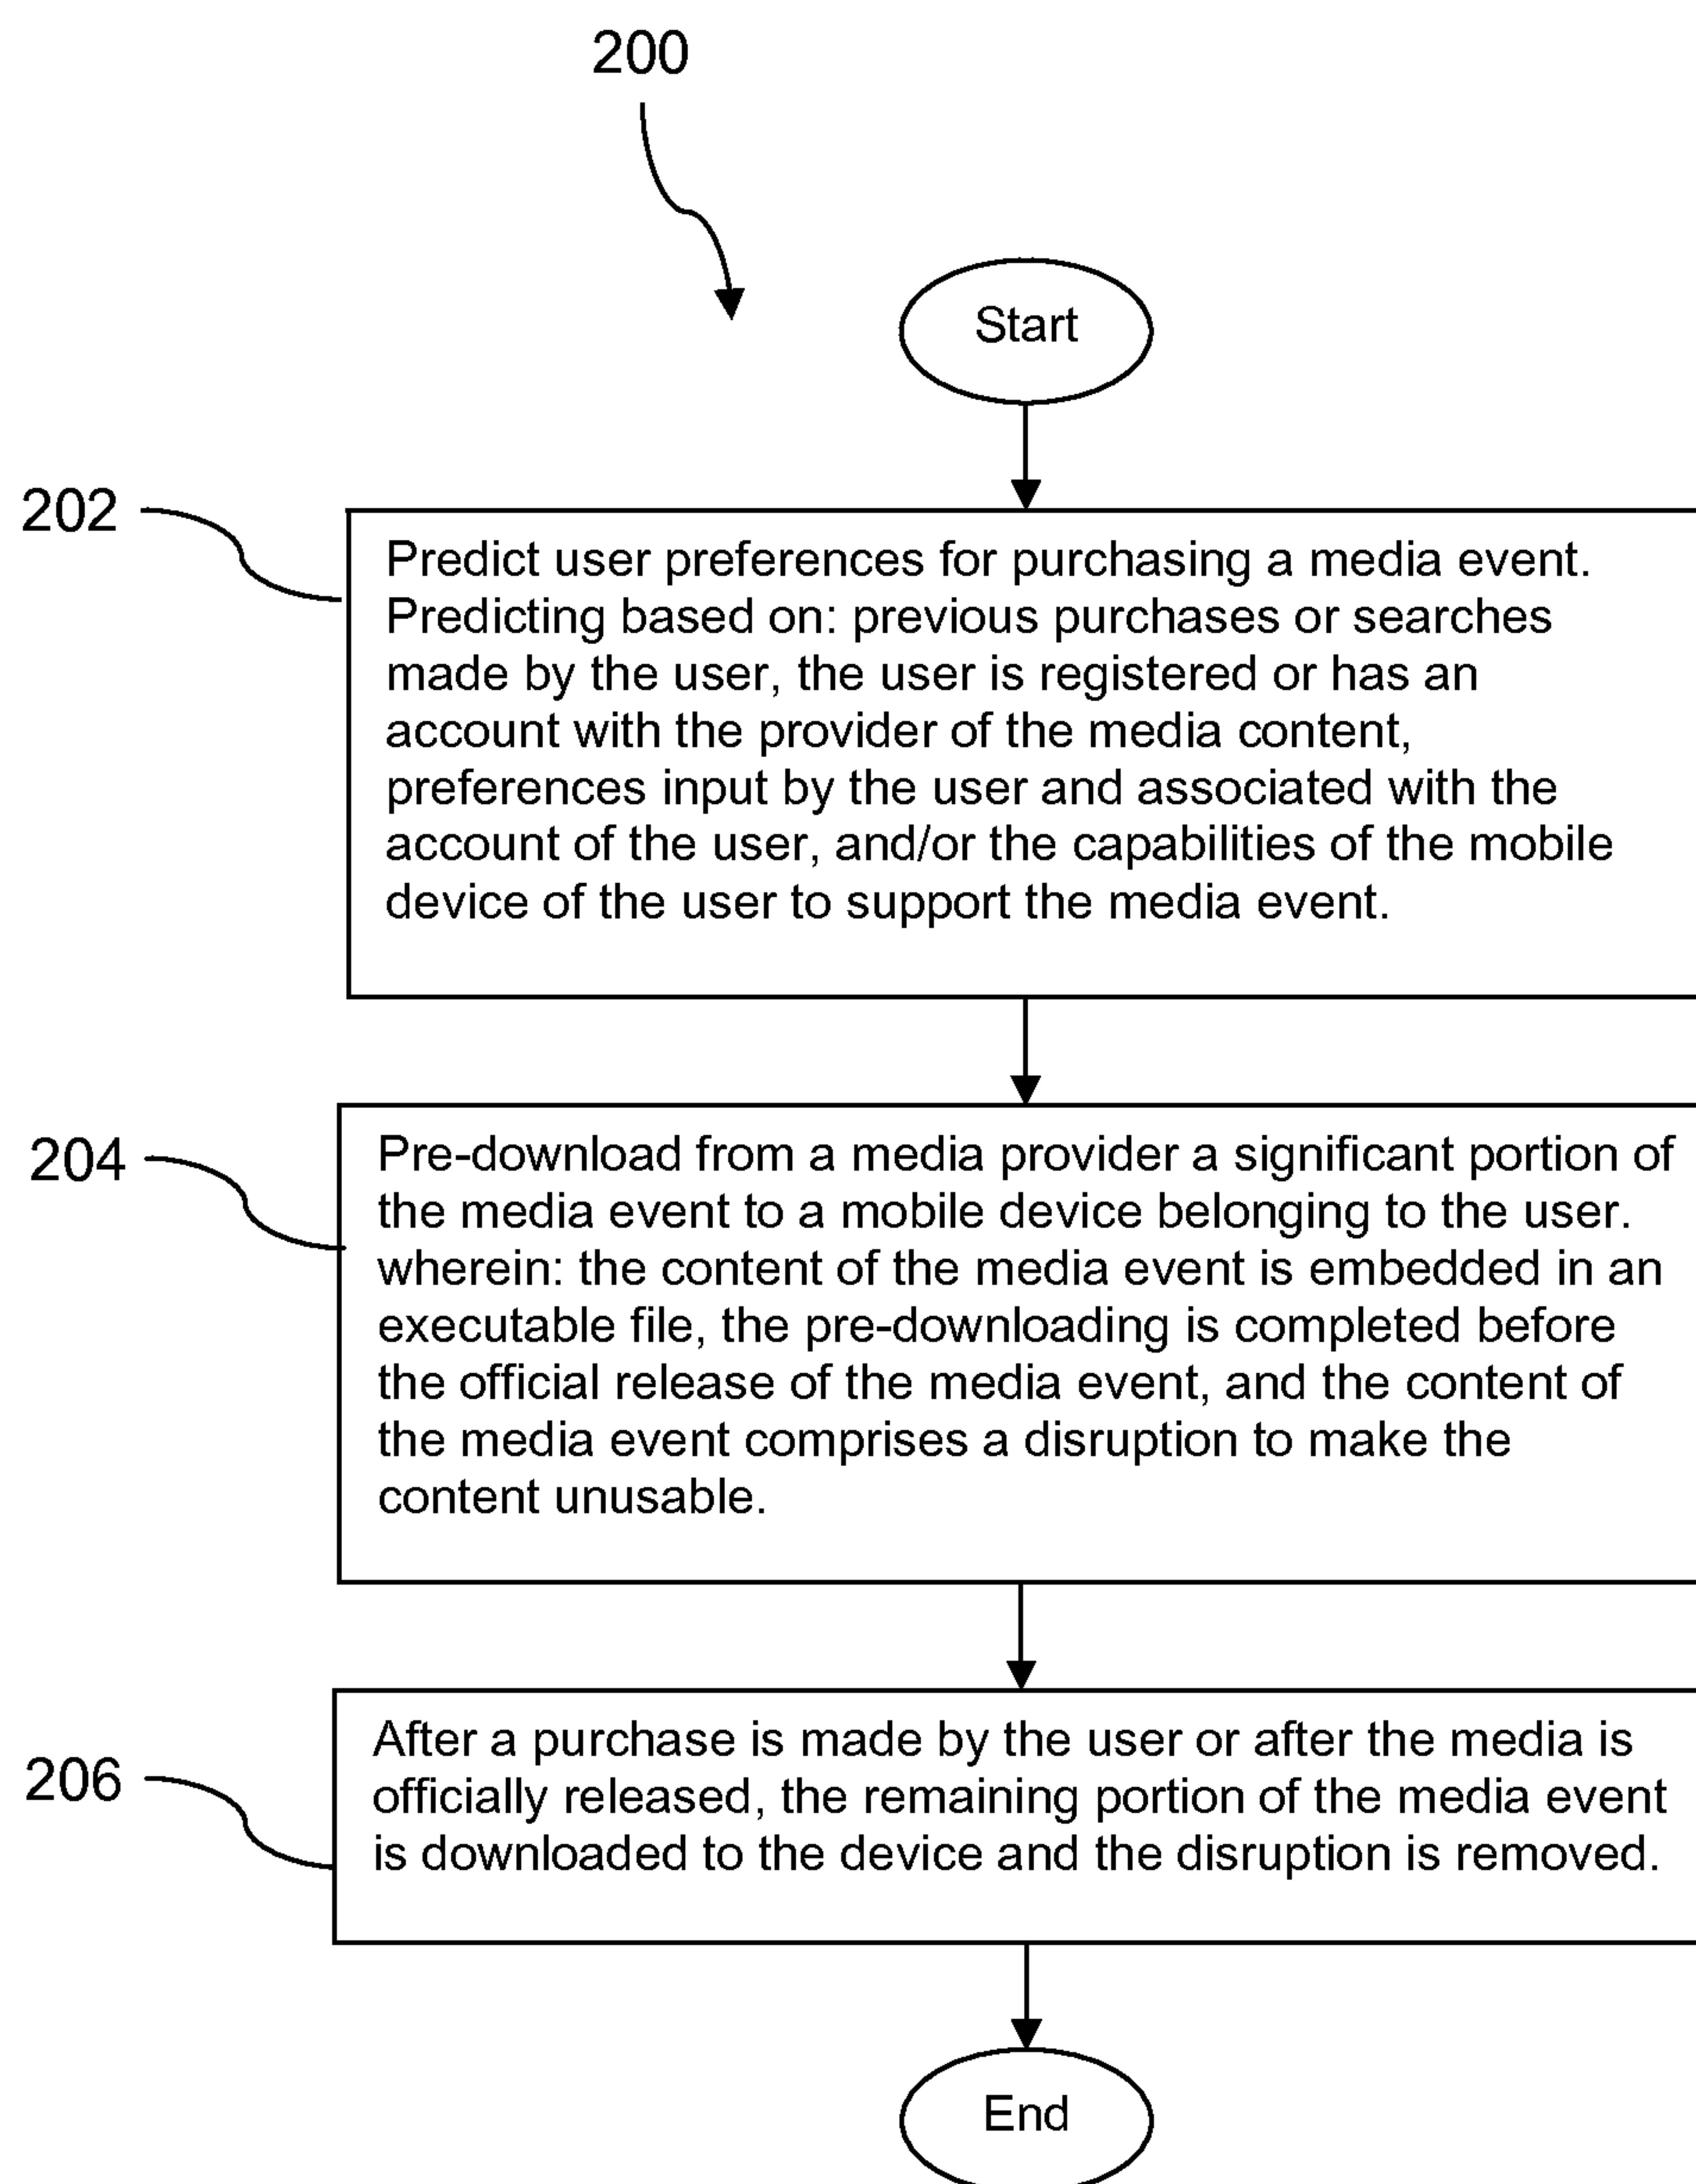 200
Start
202
Predict user preferences for purchasing a media event.
Predicting based on: previous purchases or searches
made by the user, the user is registered or has an
account with the provider of the media content,
preferences input by the user and associated with the
account of the user, and/or the capabilities of the mobile
device of the user to support the media event.
204
Pre-download from a media provider a significant portion of
the media event to a mobile device belonging to the user.
wherein: the content of the media event is embedded in an
executable file, the pre-downloading is completed before
the official release of the media event, and the content of
the media event comprises a disruption to make the
content unusable.
206
After a purchase is made by the user or after the media is
officially released, the remaining portion of the media event
is downloaded to the device and the disruption is removed.
End